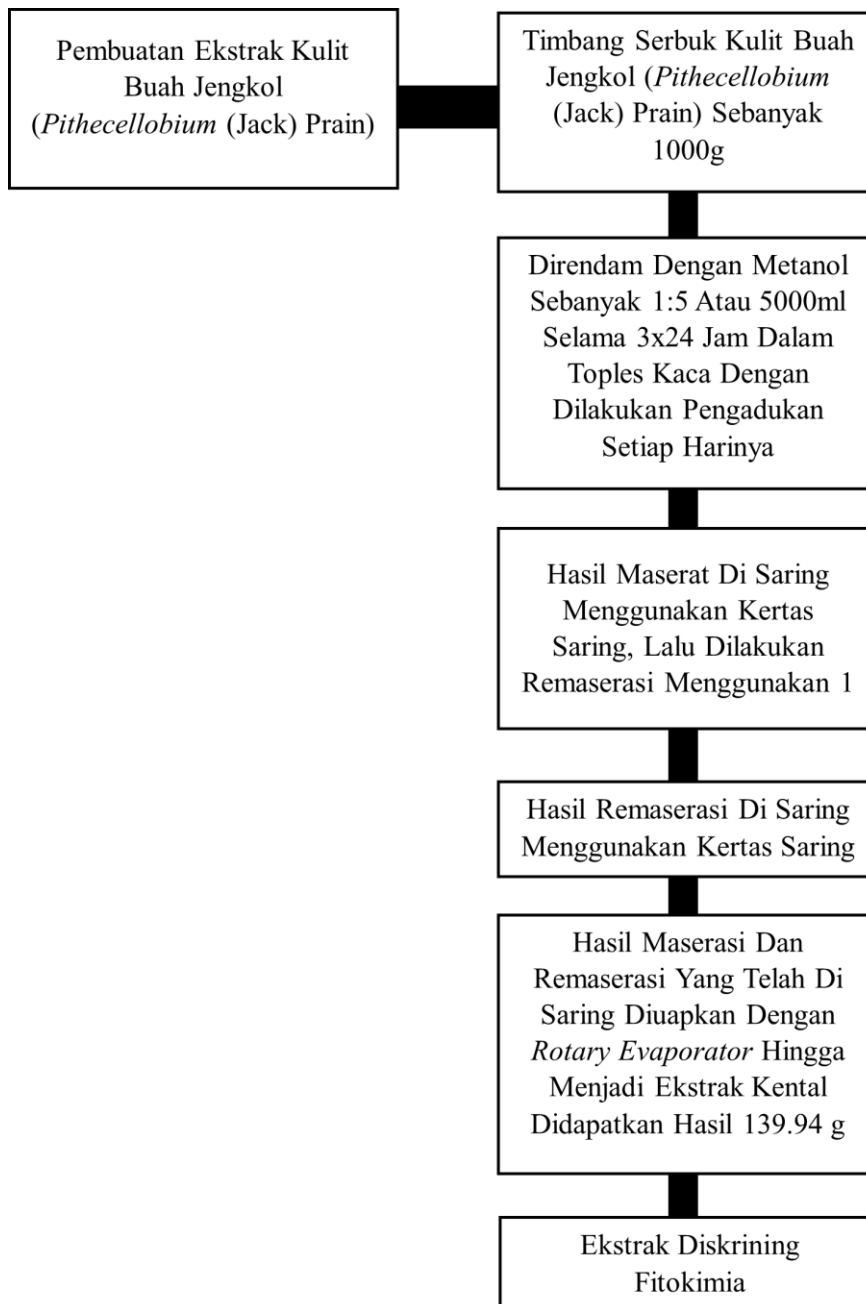 Pembuatan Ekstrak Kulit
Buah Jengkol
(Pithecellobium (Jack) Prain)
Timbang Serbuk Kulit Buah
Jengkol (Pithecellobium
(Jack) Prain) Sebanyak
1000g
Direndam Dengan Metanol
Sebanyak 1:5 Atau 5000ml
Selama 3x24 Jam Dalam
Toples Kaca Dengan
Dilakukan Pengadukan
Setiap Harinya
Hasil Maserat Di Saring
Menggunakan Kertas
Saring, Lalu Dilakukan
Remaserasi Menggunakan 1
Hasil Remaserasi Di Saring
Menggunakan Kertas Saring
Hasil Maserasi Dan
Remaserasi Yang Telah Di
Saring Diuapkan Dengan
Rotary Evaporator Hingga
Menjadi Ekstrak Kental
Didapatkan Hasil 139.94 g
Ekstrak Diskrining
Fitokimia